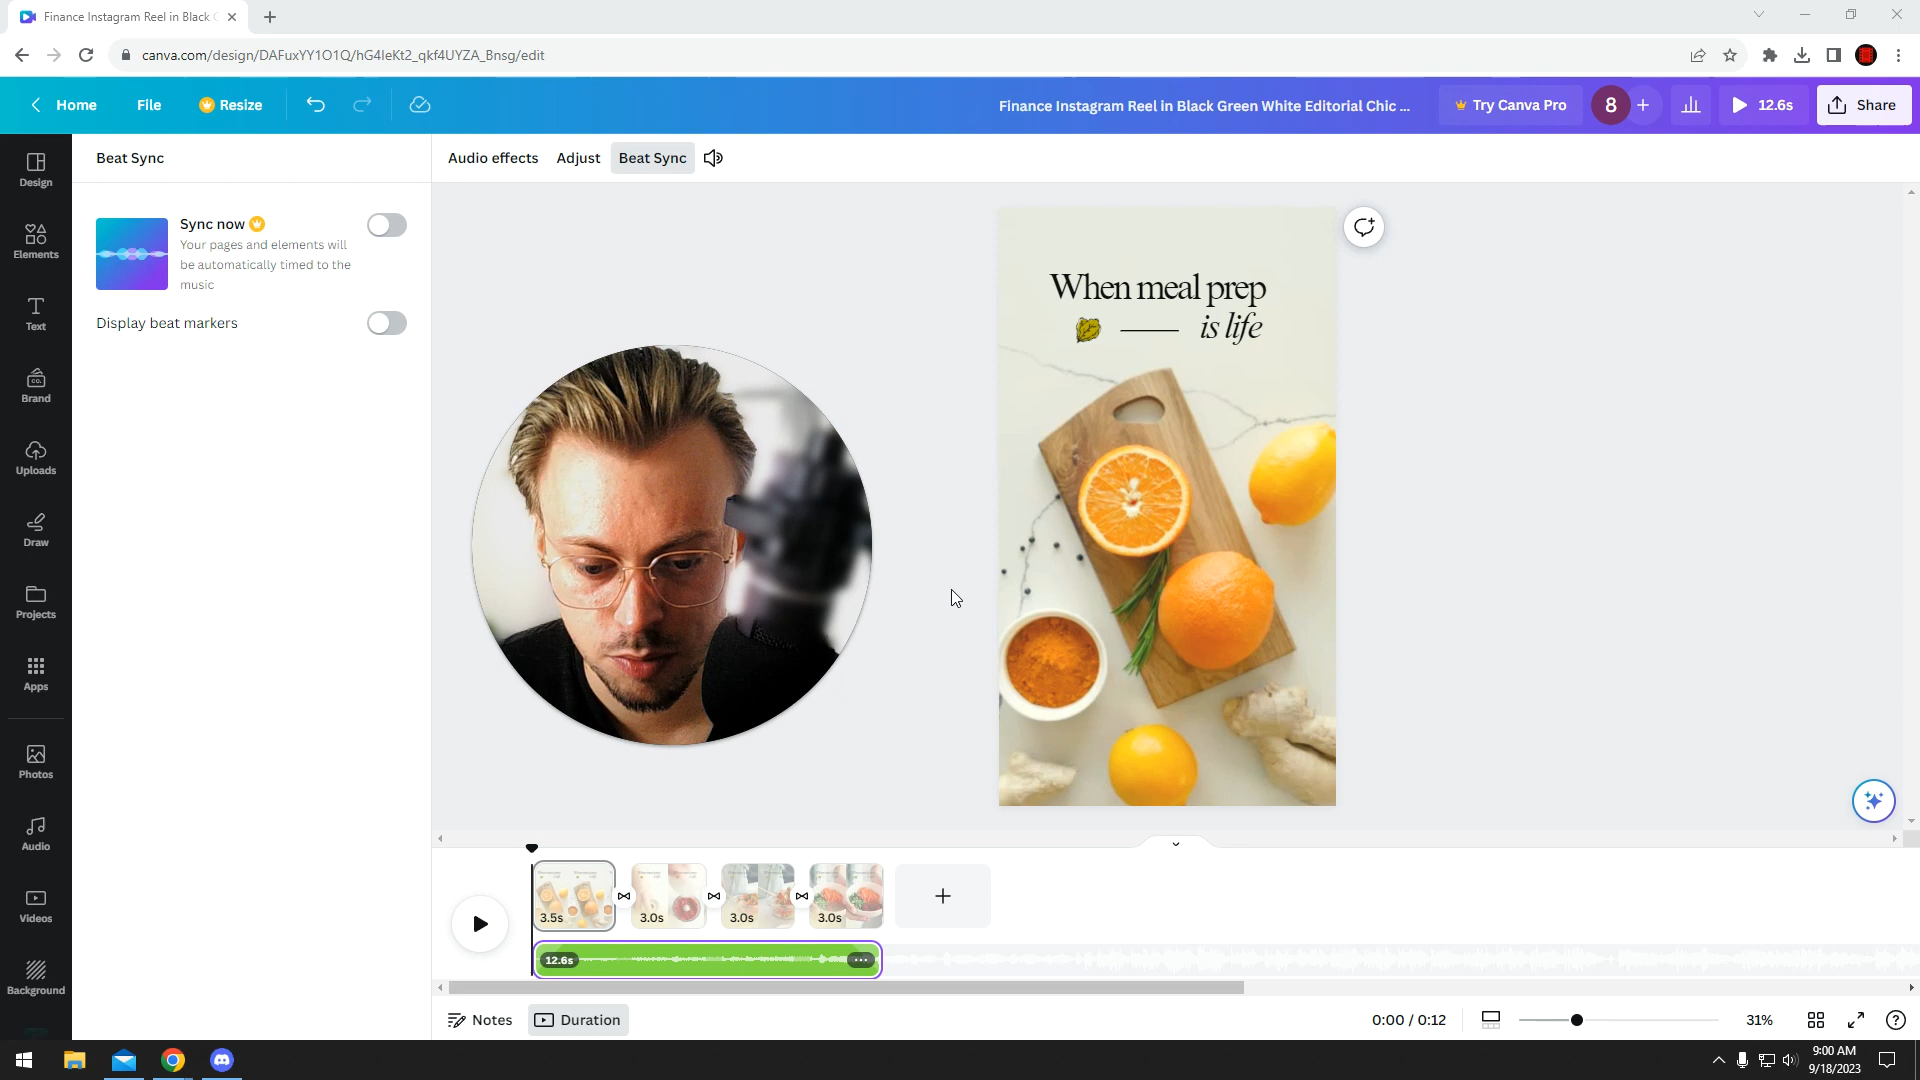 Finance Instagram Reel in Black G
canva.com/design/DAFuxYY1O1Q/hG4IeKt2_qkf4UYZA_Bnsg/edit
Home
File
Resize
Finance Instagram Reel in Black Green White Editorial Chic ...
Try Canva Pro
8
12.6s
Share
Design
Elements
Text
Brand
Uploads
Draw
Projects
Apps
Photos
Audio
Videos
Background
Beat Sync
Sync now
Your pages and elements will
be automatically timed to the
music
Display beat markers
Audio effects
Adjust
Beat Sync
When meal prep
is life
3.5s
3.0s
3.0s
3.0s
12.6s
Notes
Duration
0:00 / 0:12
31%
9:00 AM
9/18/2023